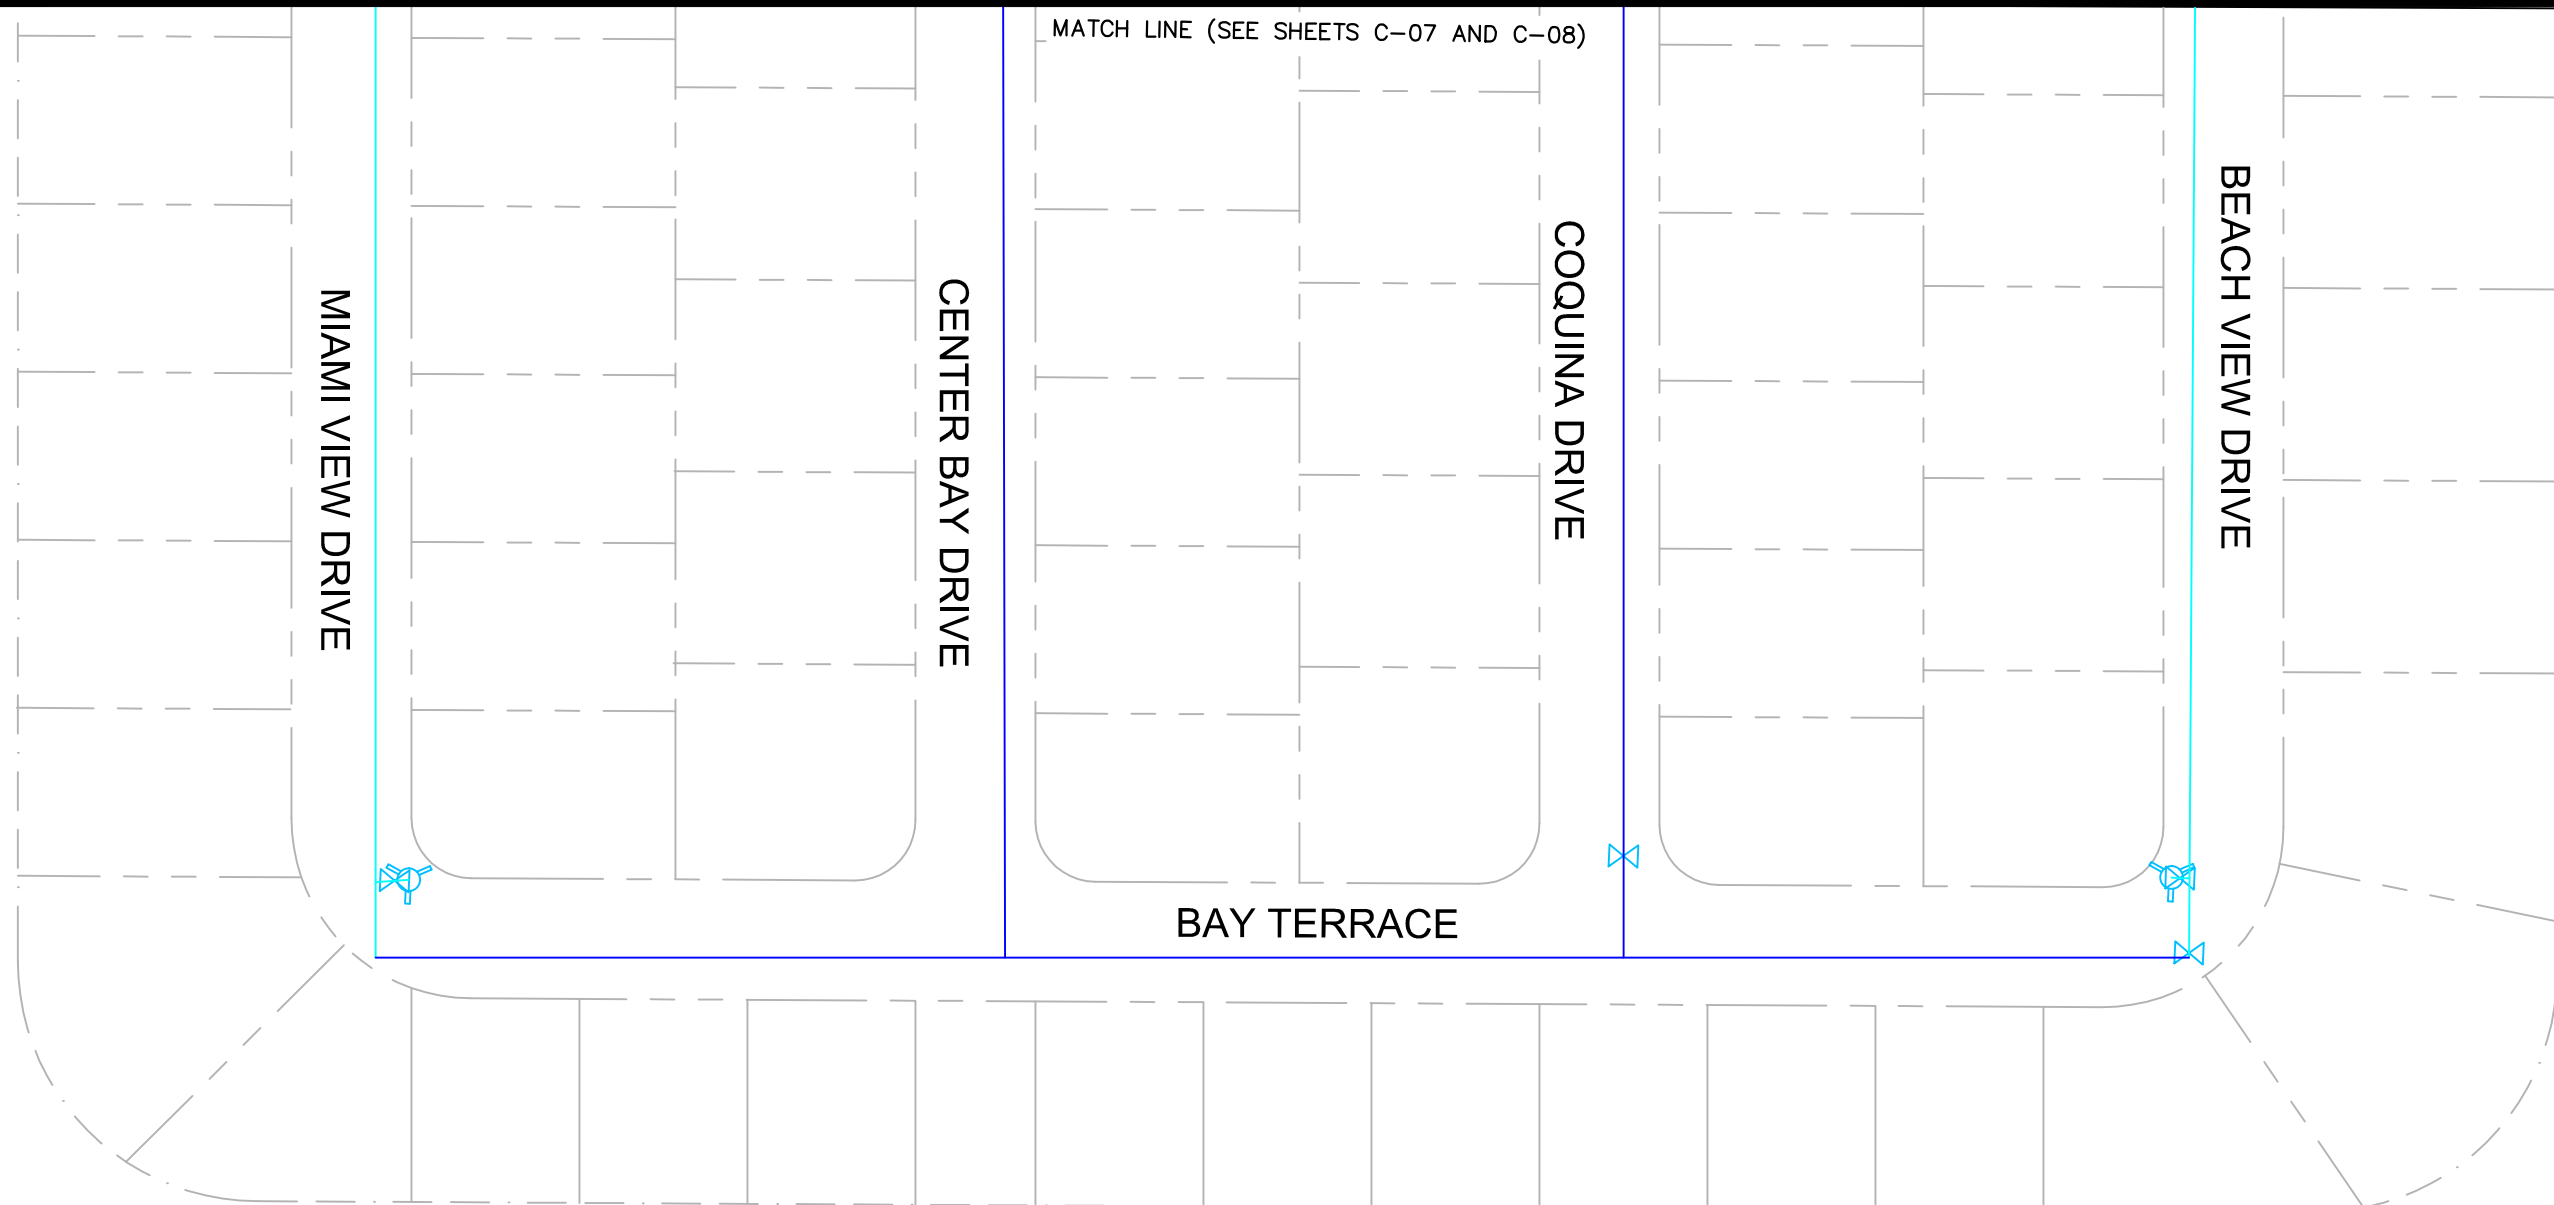 MATCH LINE (SEE SHEETS C-07 AND C-08)
MIAMI VIEW DRIVE
CENTER BAY DRIVE
COQUINA DRIVE
BEACH VIEW DRIVE
BAY TERRACE